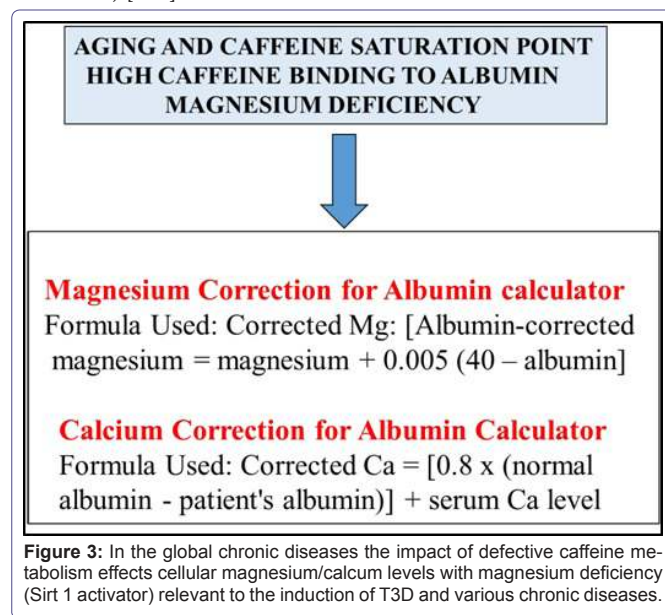 AGING AND CAFFEINE SATURATION POINT
HIGH CAFFEINE BINDING TO ALBUMIN
MAGNESIUM DEFICIENCY
Magnesium Correction for Albumin calculator
Formula Used: Corrected Mg: [Albumin-corrected
magnesium = magnesium + 0.005 (40 – albumin]
Calcium Correction for Albumin Calculator
Formula Used: Corrected Ca = [0.8 x (normal
albumin - patient's albumin)] + serum Ca level
Figure 3: In the global chronic diseases the impact of defective caffeine me-
tabolism effects cellular magnesium/calcum levels with magnesium deficiency
(Sirt 1 activator) relevant to the induction of T3D and various chronic diseases.